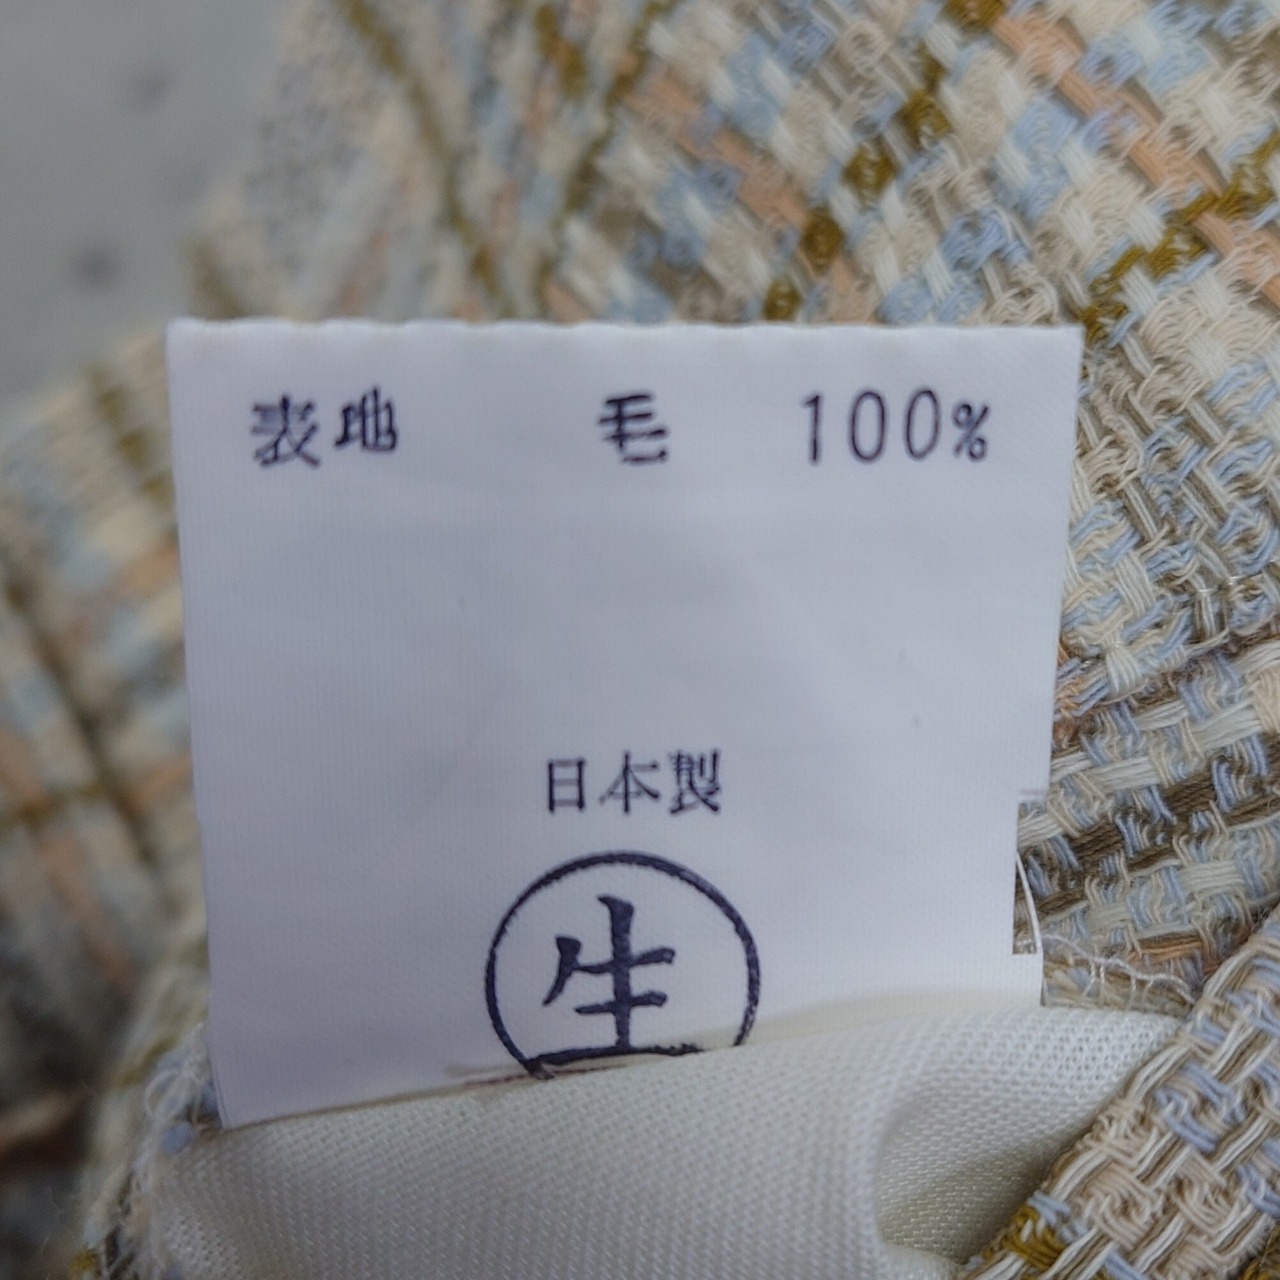 表地 毛 100%
日本製
生